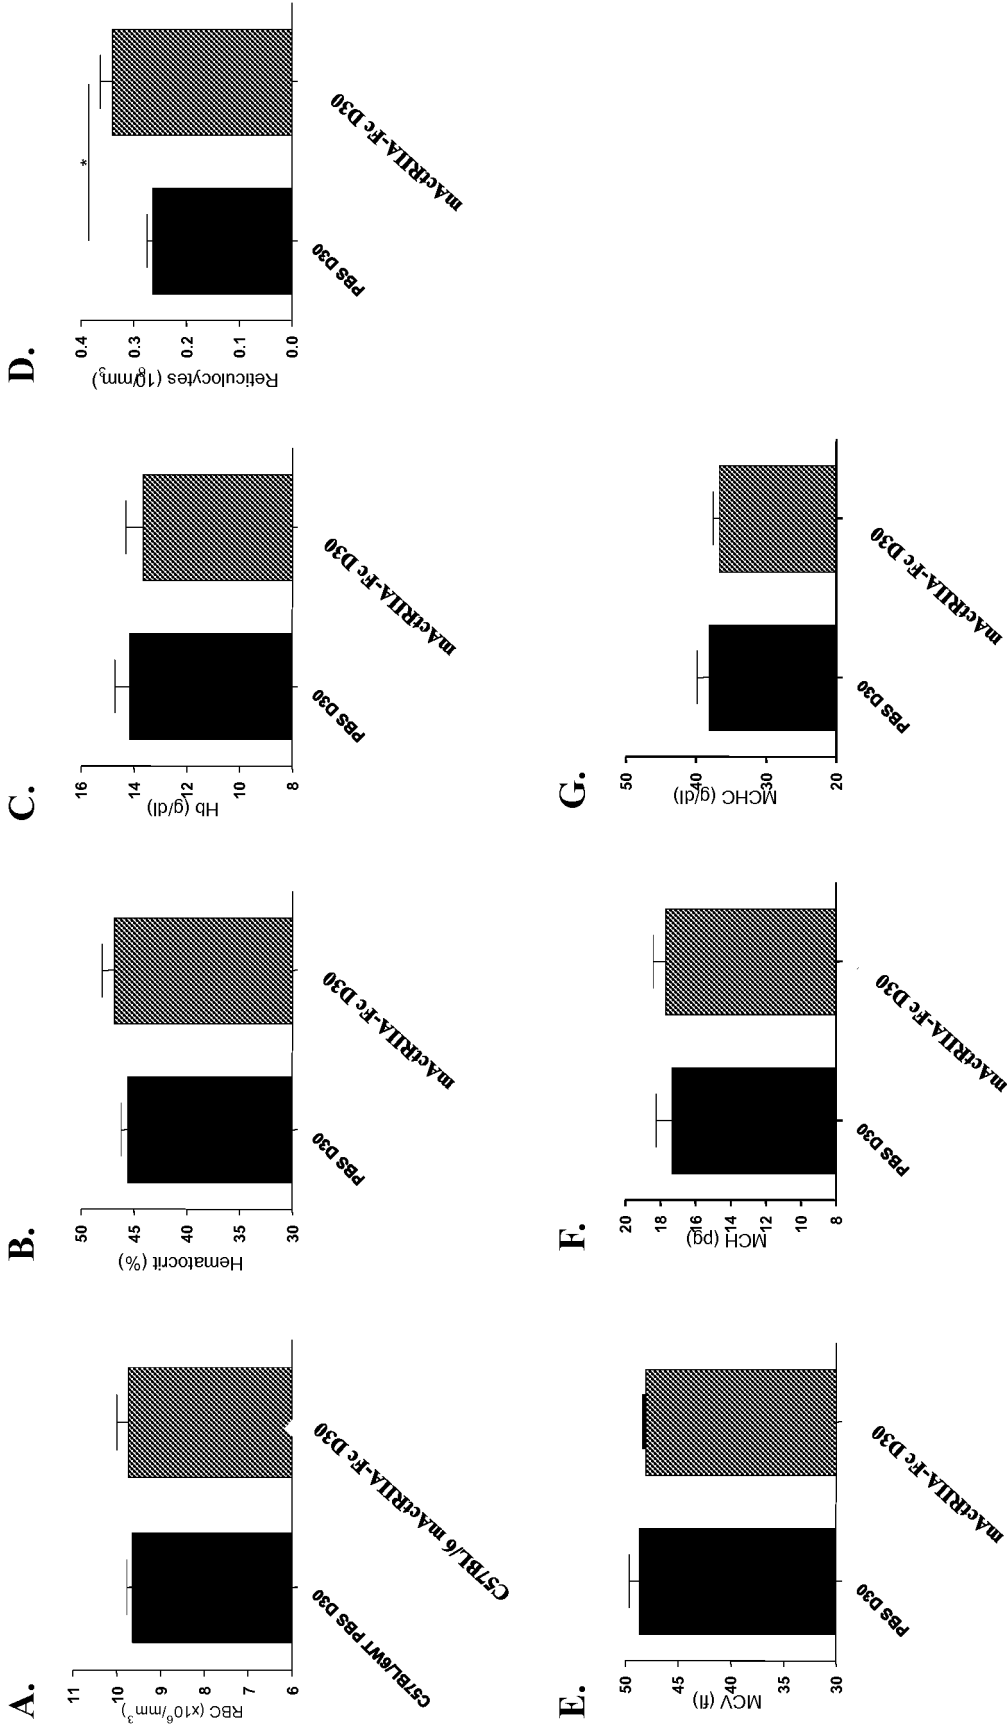 A.
RBC (x10⁶/mm³)
11
10
9
8
7
6
C57BL/6WT PBS D30
C57BL/6 mActRIIA-Fc D30
B.
Hematocrit (%)
50
45
40
35
30
PBS D30
mActRIIA-Fc D30
C.
Hb (g/dl)
16
14
12
10
8
PBS D30
mActRIIA-Fc D30
D.
Reticulocytes (10⁶/mm³)
0.4
0.3
0.2
0.1
0.0
*
PBS D30
mActRIIA-Fc D30
E.
MCV (fl)
50
45
40
35
30
PBS D30
mActRIIA-Fc D30
F.
MCH (pg)
20
18
16
14
12
10
8
PBS D30
mActRIIA-Fc D30
G.
MCHC (g/dl)
50
40
30
20
PBS D30
mActRIIA-Fc D30